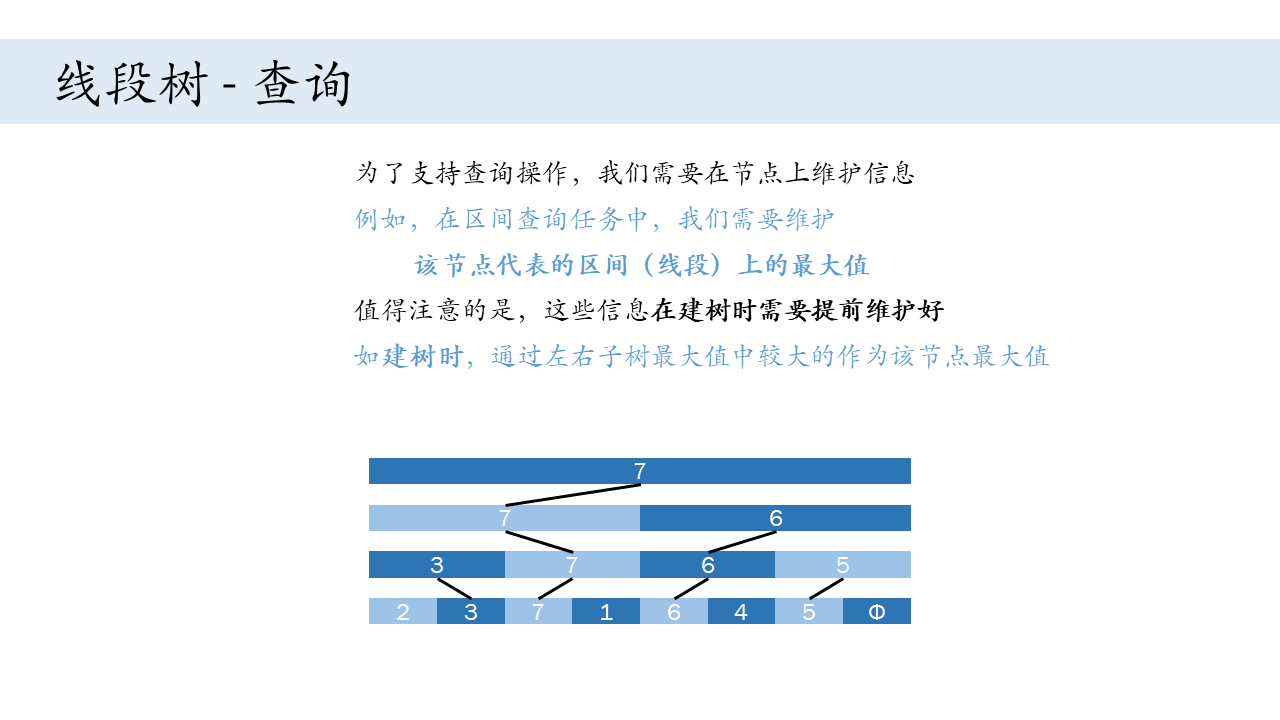 线段树 - 查询
为了支持查询操作，我们需要在节点上维护信息
例如，在区间查询任务中，我们需要维护
该节点代表的区间（线段）上的最大值
值得注意的是，这些信息在建树时需要提前维护好
如建树时，通过左右子树最大值中较大的作为该节点最大值
7
7 6
3 7 6 5
2 3 7 1 6 4 5 Φ